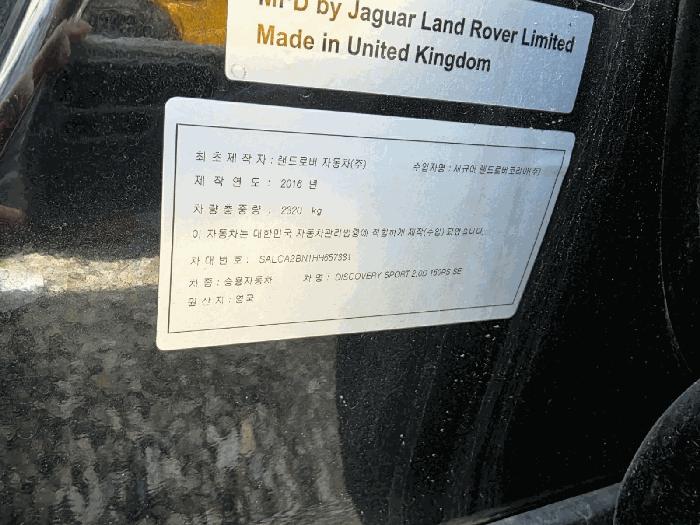 MFD by Jaguar Land Rover Limited
Made in United Kingdom
최초제작자 : 랜드로버 자동차(주) 수입자명 : 재규어 랜드로버코리아(주)
제작연도 : 2016 년
차량총중량 : 2320 kg
이 자동차는 대한민국 자동차관리법령에 적합하게 제작(수입) 되었습니다.
차대번호 :
차종 : 승용자동차 차명 : DISCOVERY SPORT 2.0D 150PS SE
원산지 : 영국